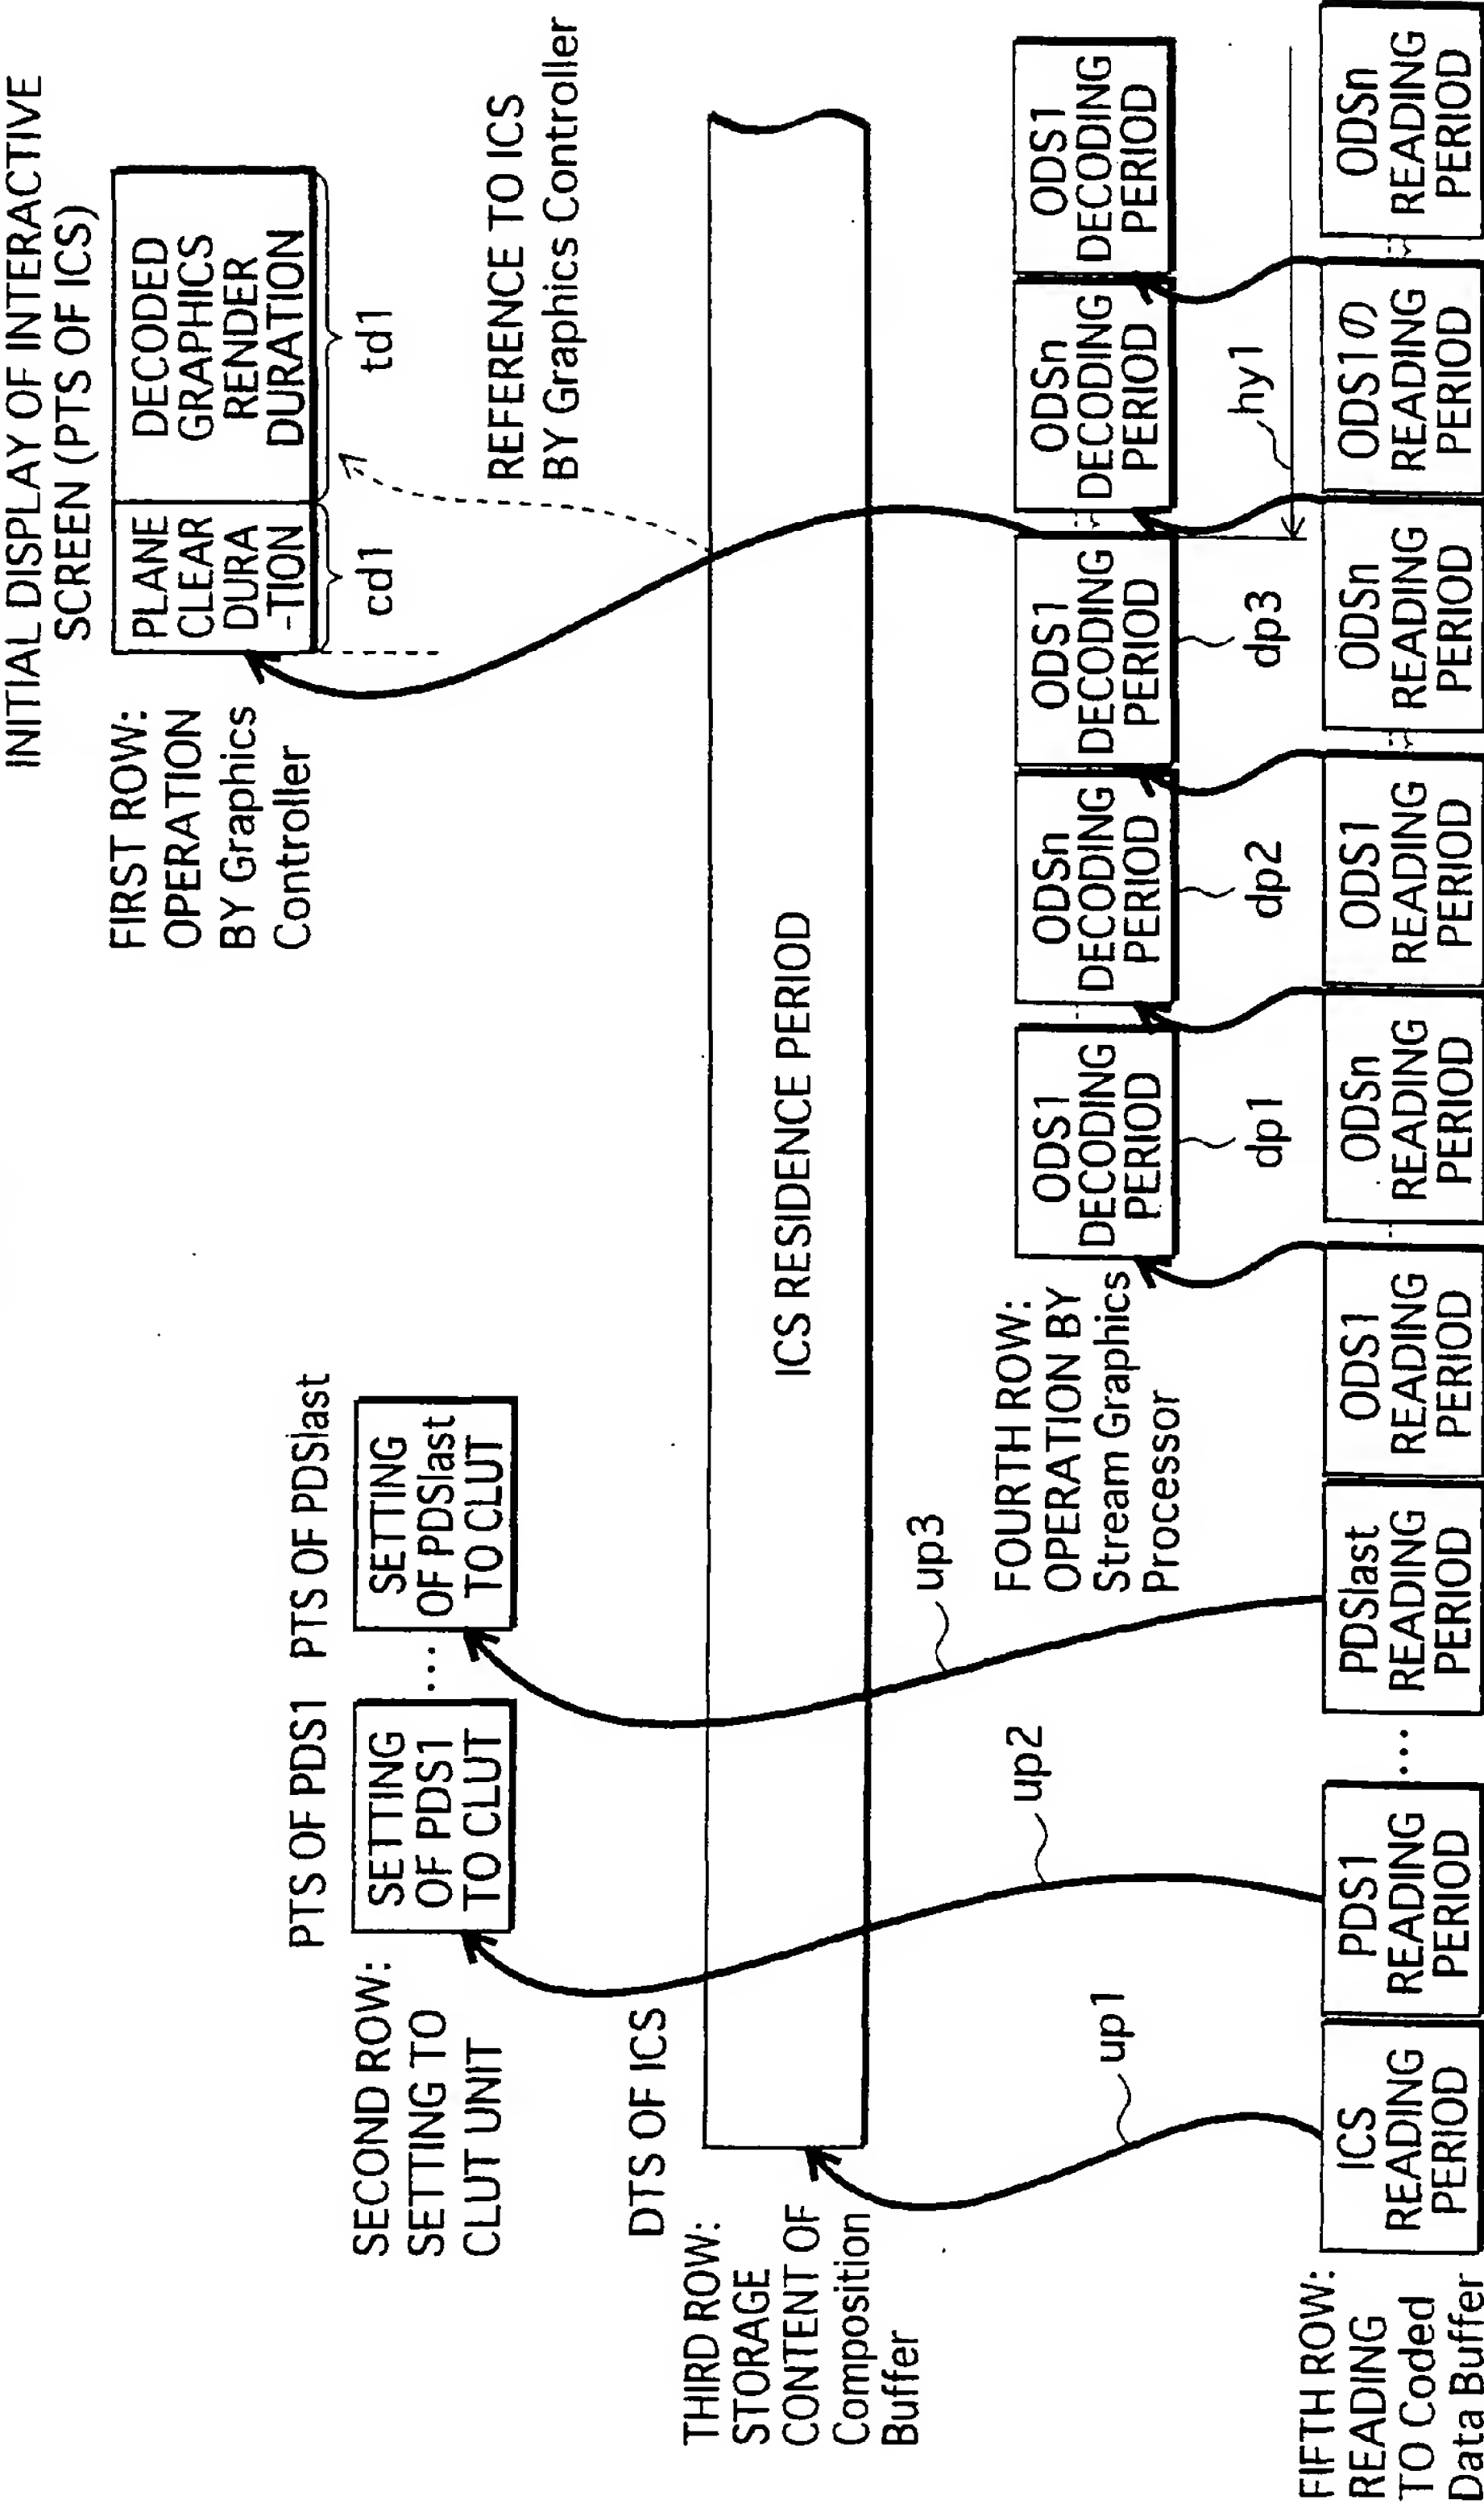 INITIAL DISPLAY OF INTERACTIVE
SCREEN (PTS OF ICS)
FIRST ROW:
OPERATION
BY Graphics
Controller
PLANE
CLEAR
DURA
-TION
DECODED
GRAPHICS
RENDER
DURATION
cd1
td1
PTS OF PDS1
PTS OF PDSlast
SECOND ROW:
SETTING TO
CLUT UNIT
SETTING
OF PDS1
TO CLUT
...
SETTING
OF PDSlast
TO CLUT
REFERENCE TO ICS
BY Graphics Controller
DTS OF ICS
THIRD ROW:
STORAGE
CONTENT OF
Composition
Buffer
ICS RESIDENCE PERIOD
up1
up2
up3
FOURTH ROW:
OPERATION BY
Stream Graphics
Processor
ODS1
DECODING
PERIOD
ODSn
DECODING
PERIOD
ODS1
DECODING
PERIOD
ODSn
DECODING
PERIOD
ODS1
DECODING
PERIOD
dp1
dp2
dp3
hy1
FIFTH ROW:
READING
TO Coded
Data Buffer
ICS
READING
PERIOD
PDS1
READING
PERIOD
...
PDSlast
READING
PERIOD
ODS1
READING
PERIOD
ODSn
READING
PERIOD
ODS1
READING
PERIOD
ODSn
READING
PERIOD
ODS1の
READING
PERIOD
ODSn
READING
PERIOD